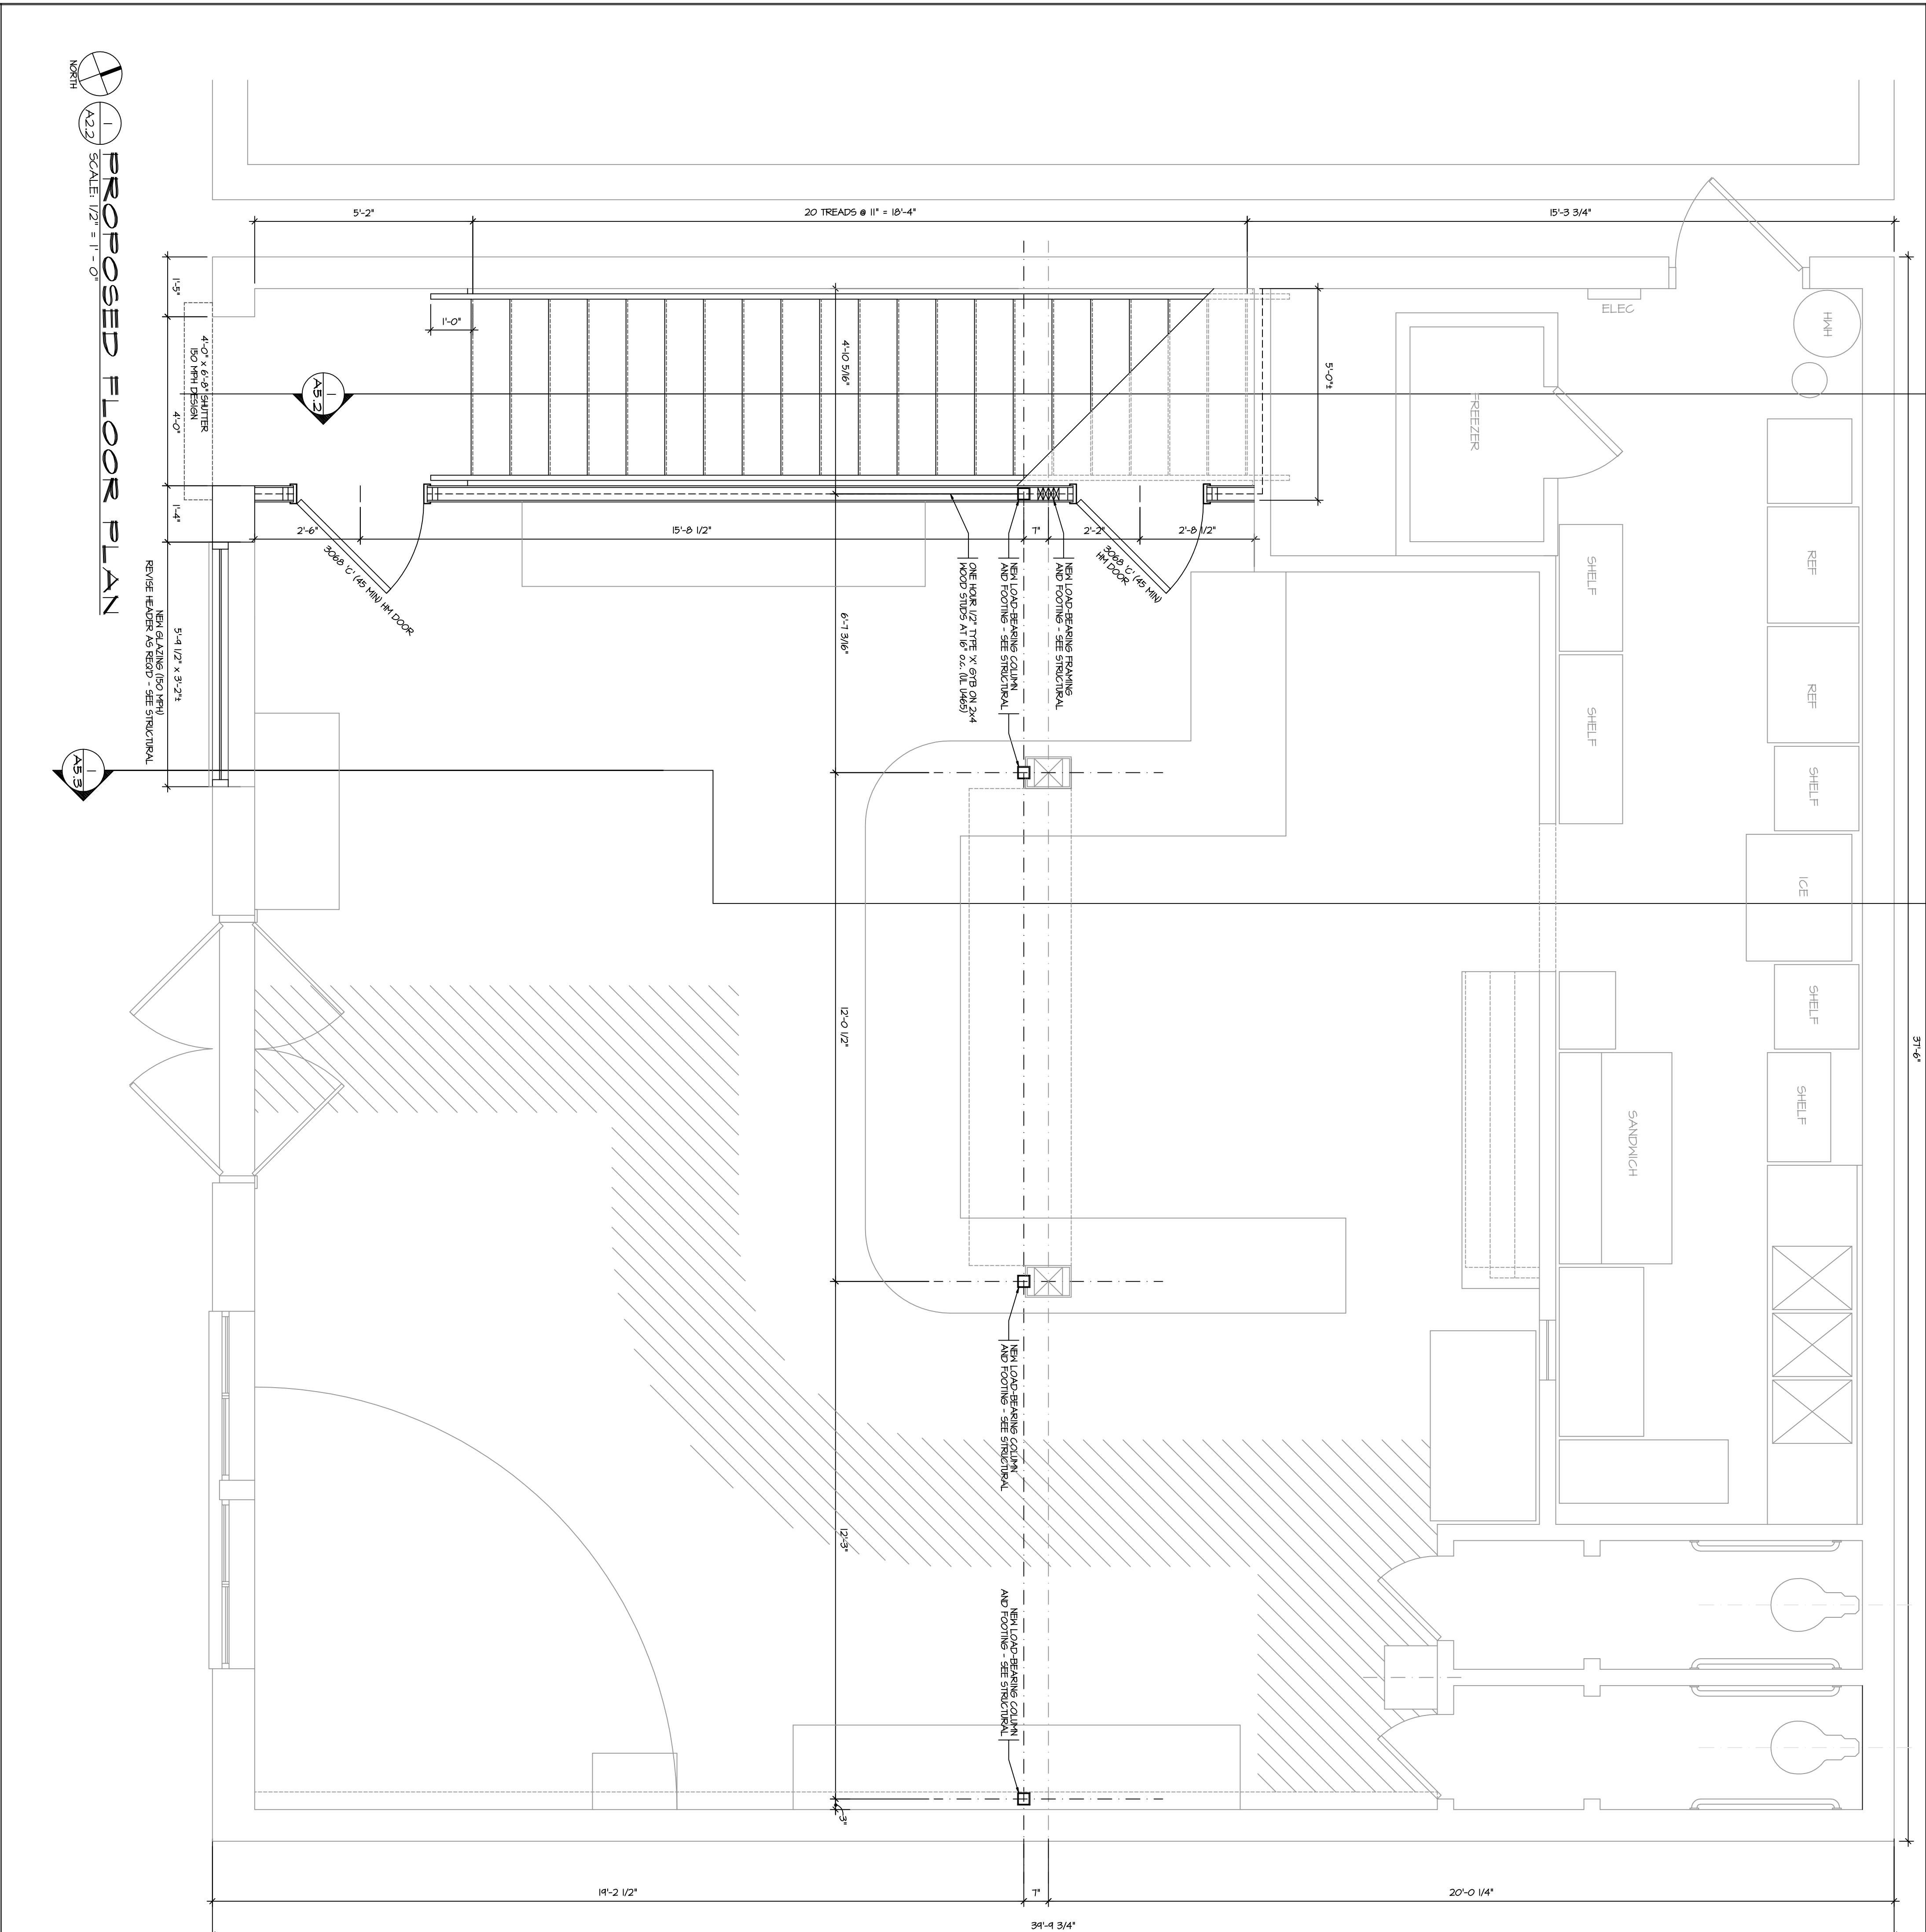 NORTH
1
A2.2
PROPOSED FLOOR PLAN
SCALE: 1/2" = 1' - 0"
5'-2"
20 TREADS @ 11" = 18'-4"
15'-3 3/4"
1'-5"
4'-0"
1'-4"
5'-9 1/2" x 3'-2"±
NEW GLAZING (150 MPH)
REVISE HEADER AS REQ'D - SEE STRUCTURAL
4'-0" x 6'-8" SHUTTER
150 MPH DESIGN
1
A5.2
1'-0"
4'-10 5/16"
5'-0"±
ELEC
HWH
FREEZER
2'-6"
15'-8 1/2"
7"
2'-2"
2'-8 1/2"
3068 'C' (45 MIN) HM DOOR
3068 'C' (45 MIN)
HM DOOR
NEW LOAD-BEARING FRAMING
AND FOOTING - SEE STRUCTURAL
NEW LOAD-BEARING COLUMN
AND FOOTING - SEE STRUCTURAL
ONE HOUR 1/2" TYPE 'X' GYB ON 2x4
WOOD STUDS AT 16" o.c. (UL U465)
6'-7 3/16"
SHELF
SHELF
REF
REF
SHELF
ICE
SHELF
SHELF
SANDWICH
1
A5.3
12'-0 1/2"
37'-6"
NEW LOAD-BEARING COLUMN
AND FOOTING - SEE STRUCTURAL
12'-3"
NEW LOAD-BEARING COLUMN
AND FOOTING - SEE STRUCTURAL
3"
19'-2 1/2"
7"
20'-0 1/4"
39'-9 3/4"